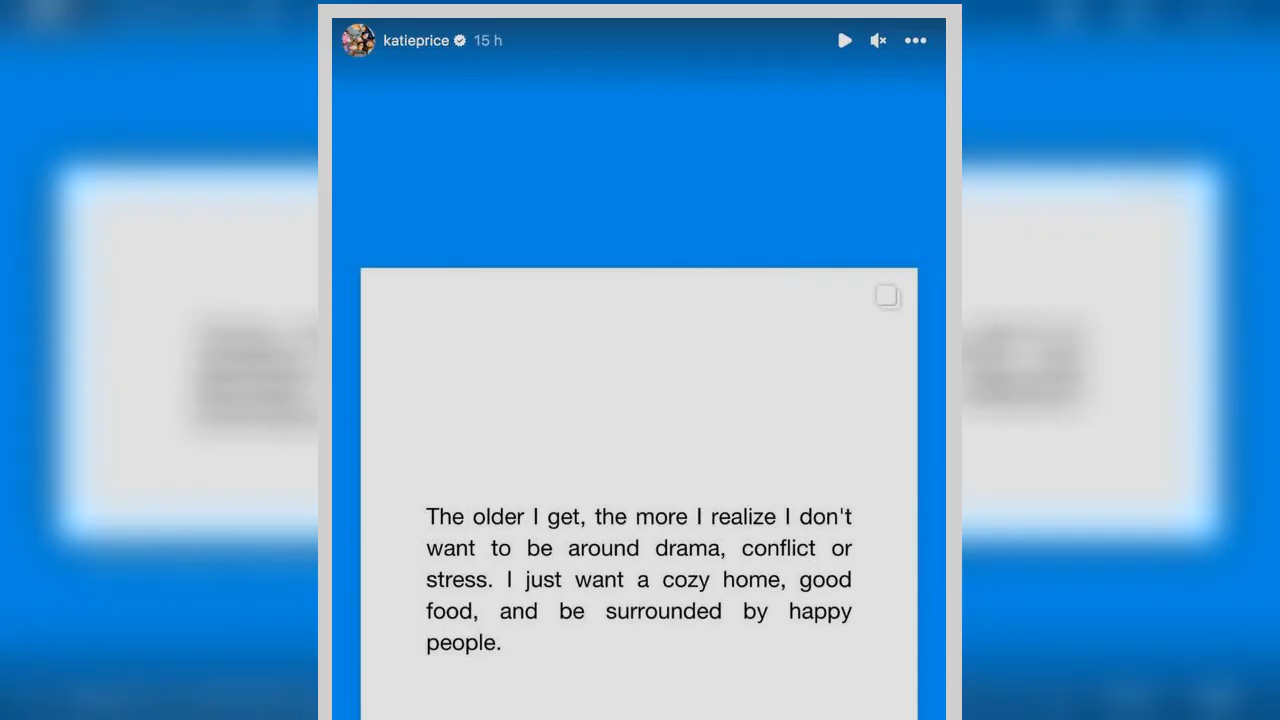 katieprice 15 h
The older I get, the more I realize I don't
want to be around drama, conflict or
stress. I just want a cozy home, good
food, and be surrounded by happy
people.